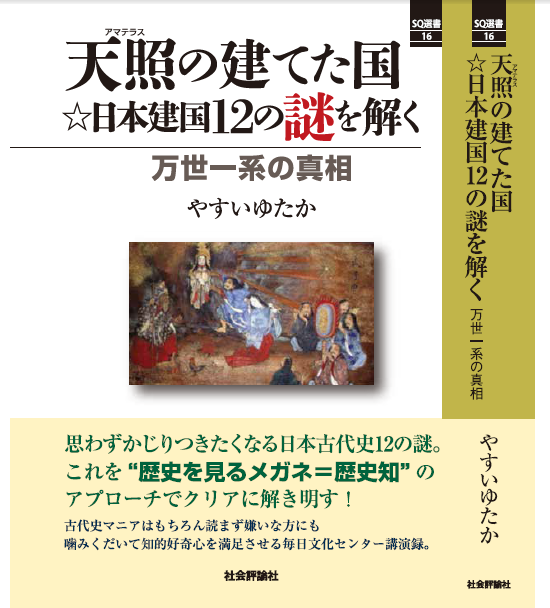 SQ選書
16
アマテラス
天照の建てた国
☆日本建国12の謎を解く
万世一系の真相
やすいゆたか
思わずかじりつきたくなる日本古代史12の謎。
これを“歴史を見るメガネ＝歴史知”の
アプローチでクリアに解き明す！
古代史マニアはもちろん読まず嫌いな方にも
噛みくだいて知的好奇心を満足させる毎日文化センター講演録。
社会評論社
SQ選書
16
アマテラス
天照の建てた国
☆日本建国12の謎を解く
万世一系の真相
やすいゆたか
社会評論社